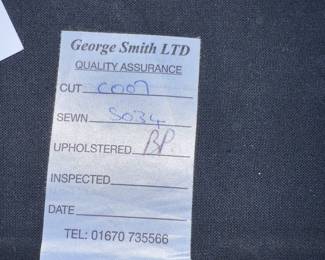 George Smith LTD
QUALITY ASSURANCE
CUT C007
SEWN S034
UPHOLSTERED BP
INSPECTED
DATE
TEL: 01670 735566